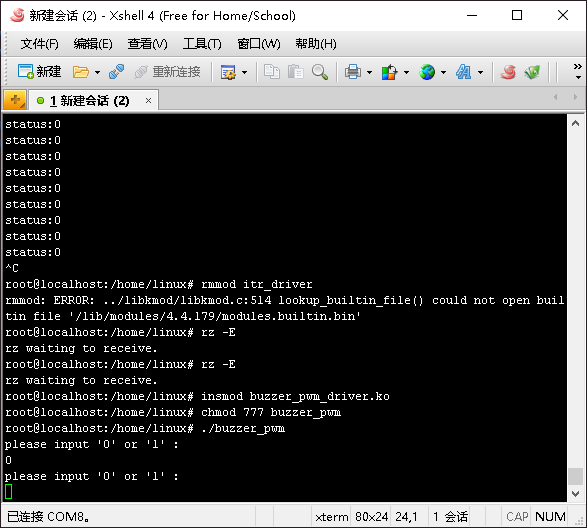 新建会话 (2) - Xshell 4 (Free for Home/School)
文件(F) 编辑(E) 查看(V) 工具(T) 窗口(W) 帮助(H)
新建 重新连接
1 新建会话 (2)
status:0
status:0
status:0
status:0
status:0
status:0
status:0
status:0
status:0
^C
root@localhost:/home/linux# rmmod itr_driver
rmmod: ERROR: ../libkmod/libkmod.c:514 lookup_builtin_file() could not open buil
tin file '/lib/modules/4.4.179/modules.builtin.bin'
root@localhost:/home/linux# rz -E
rz waiting to receive.
root@localhost:/home/linux# rz -E
rz waiting to receive.
root@localhost:/home/linux# insmod buzzer_pwm_driver.ko
root@localhost:/home/linux# chmod 777 buzzer_pwm
root@localhost:/home/linux# ./buzzer_pwm
please input '0' or '1' :
0
please input '0' or '1' :
已连接 COM8。 xterm 80x24 24,1 1 会话 CAP NUM